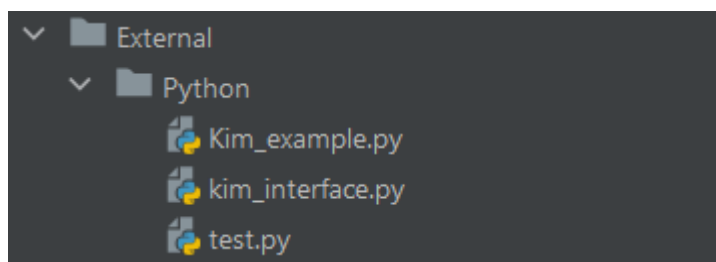 External
Python
Kim_example.py
kim_interface.py
test.py